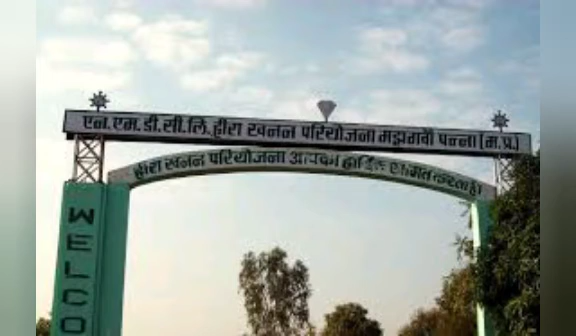 एन.एम.डी.सी.लि.हीरा खनन परियोजना मझगवाँ पन्ना (म.प्र.)
हीरा खनन परियोजना आपका हार्दिक स्वागत करता है।
WELCO